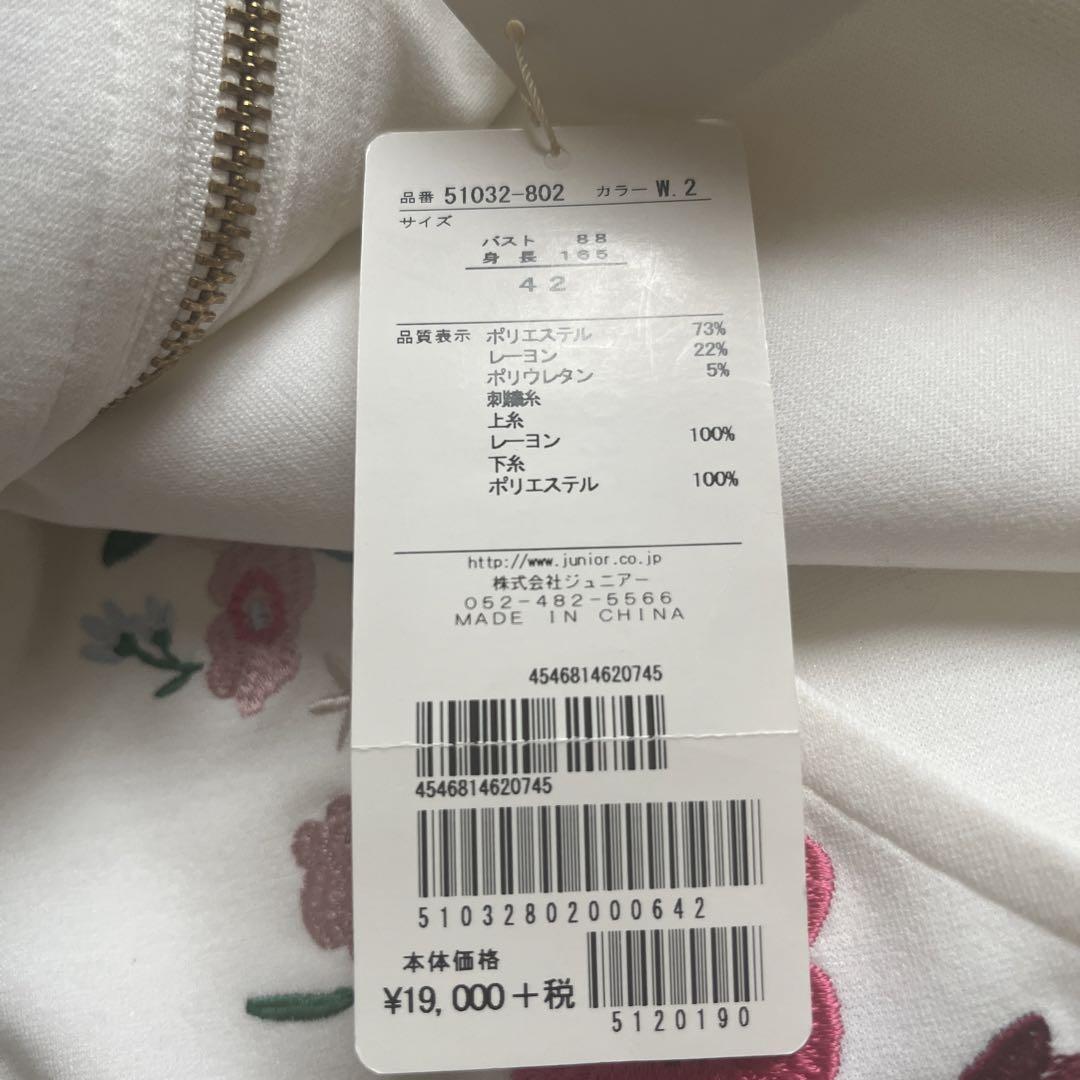 品番 51032-802 カラー W.2
サイズ
バスト 88
身長 165
42
品質表示 ポリエステル 73%
レーヨン 22%
ポリウレタン 5%
刺繍糸
上糸
レーヨン 100%
下糸
ポリエステル 100%
http://www.junior.co.jp
株式会社ジュニアー
052-482-5566
MADE IN CHINA
4546814620745
4546814620745
51032802000642
本体価格
¥19,000+税
5120190